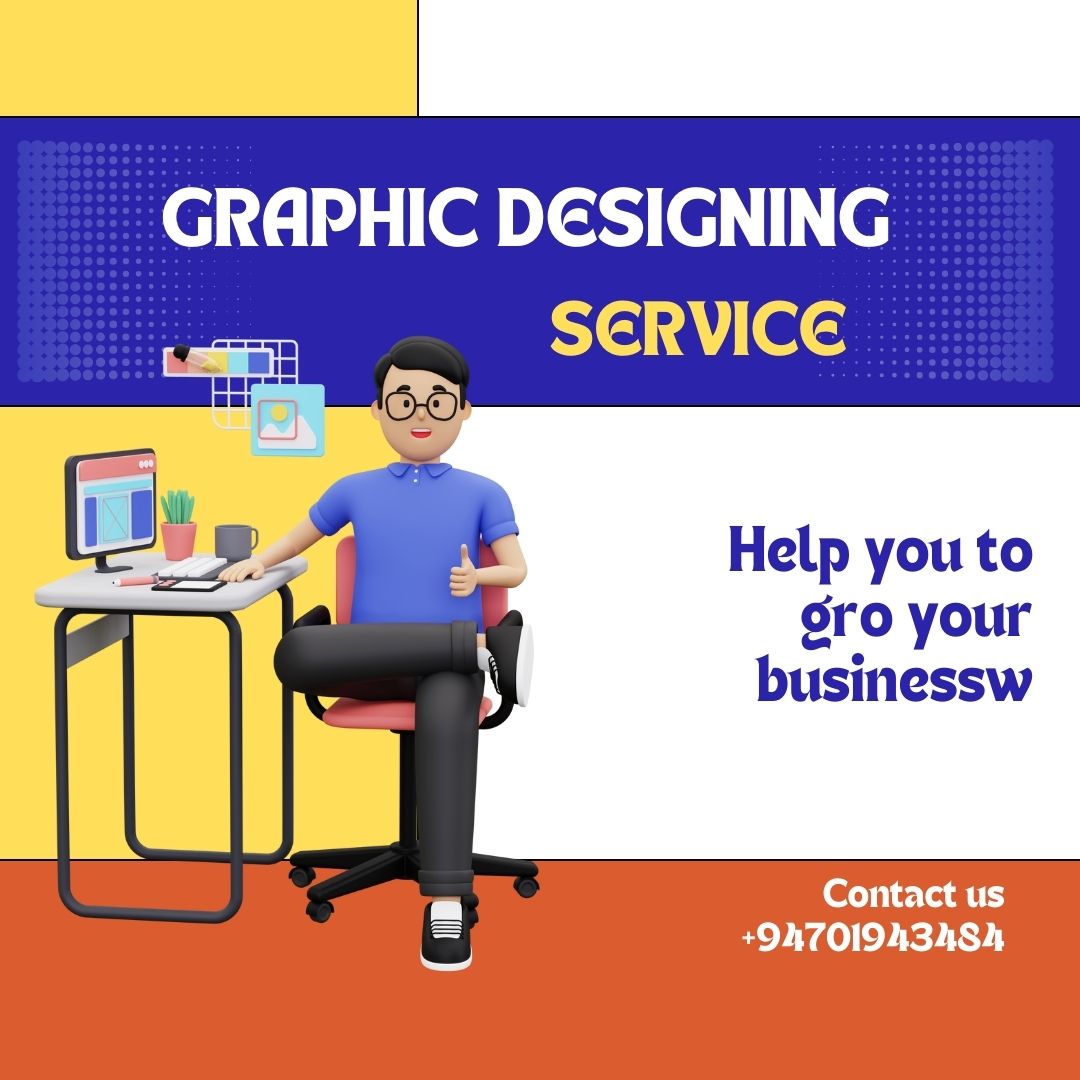 GRAPHIC DESIGNING
SERVICE
Help you to
gro your
businessw
Contact us
+94701943484